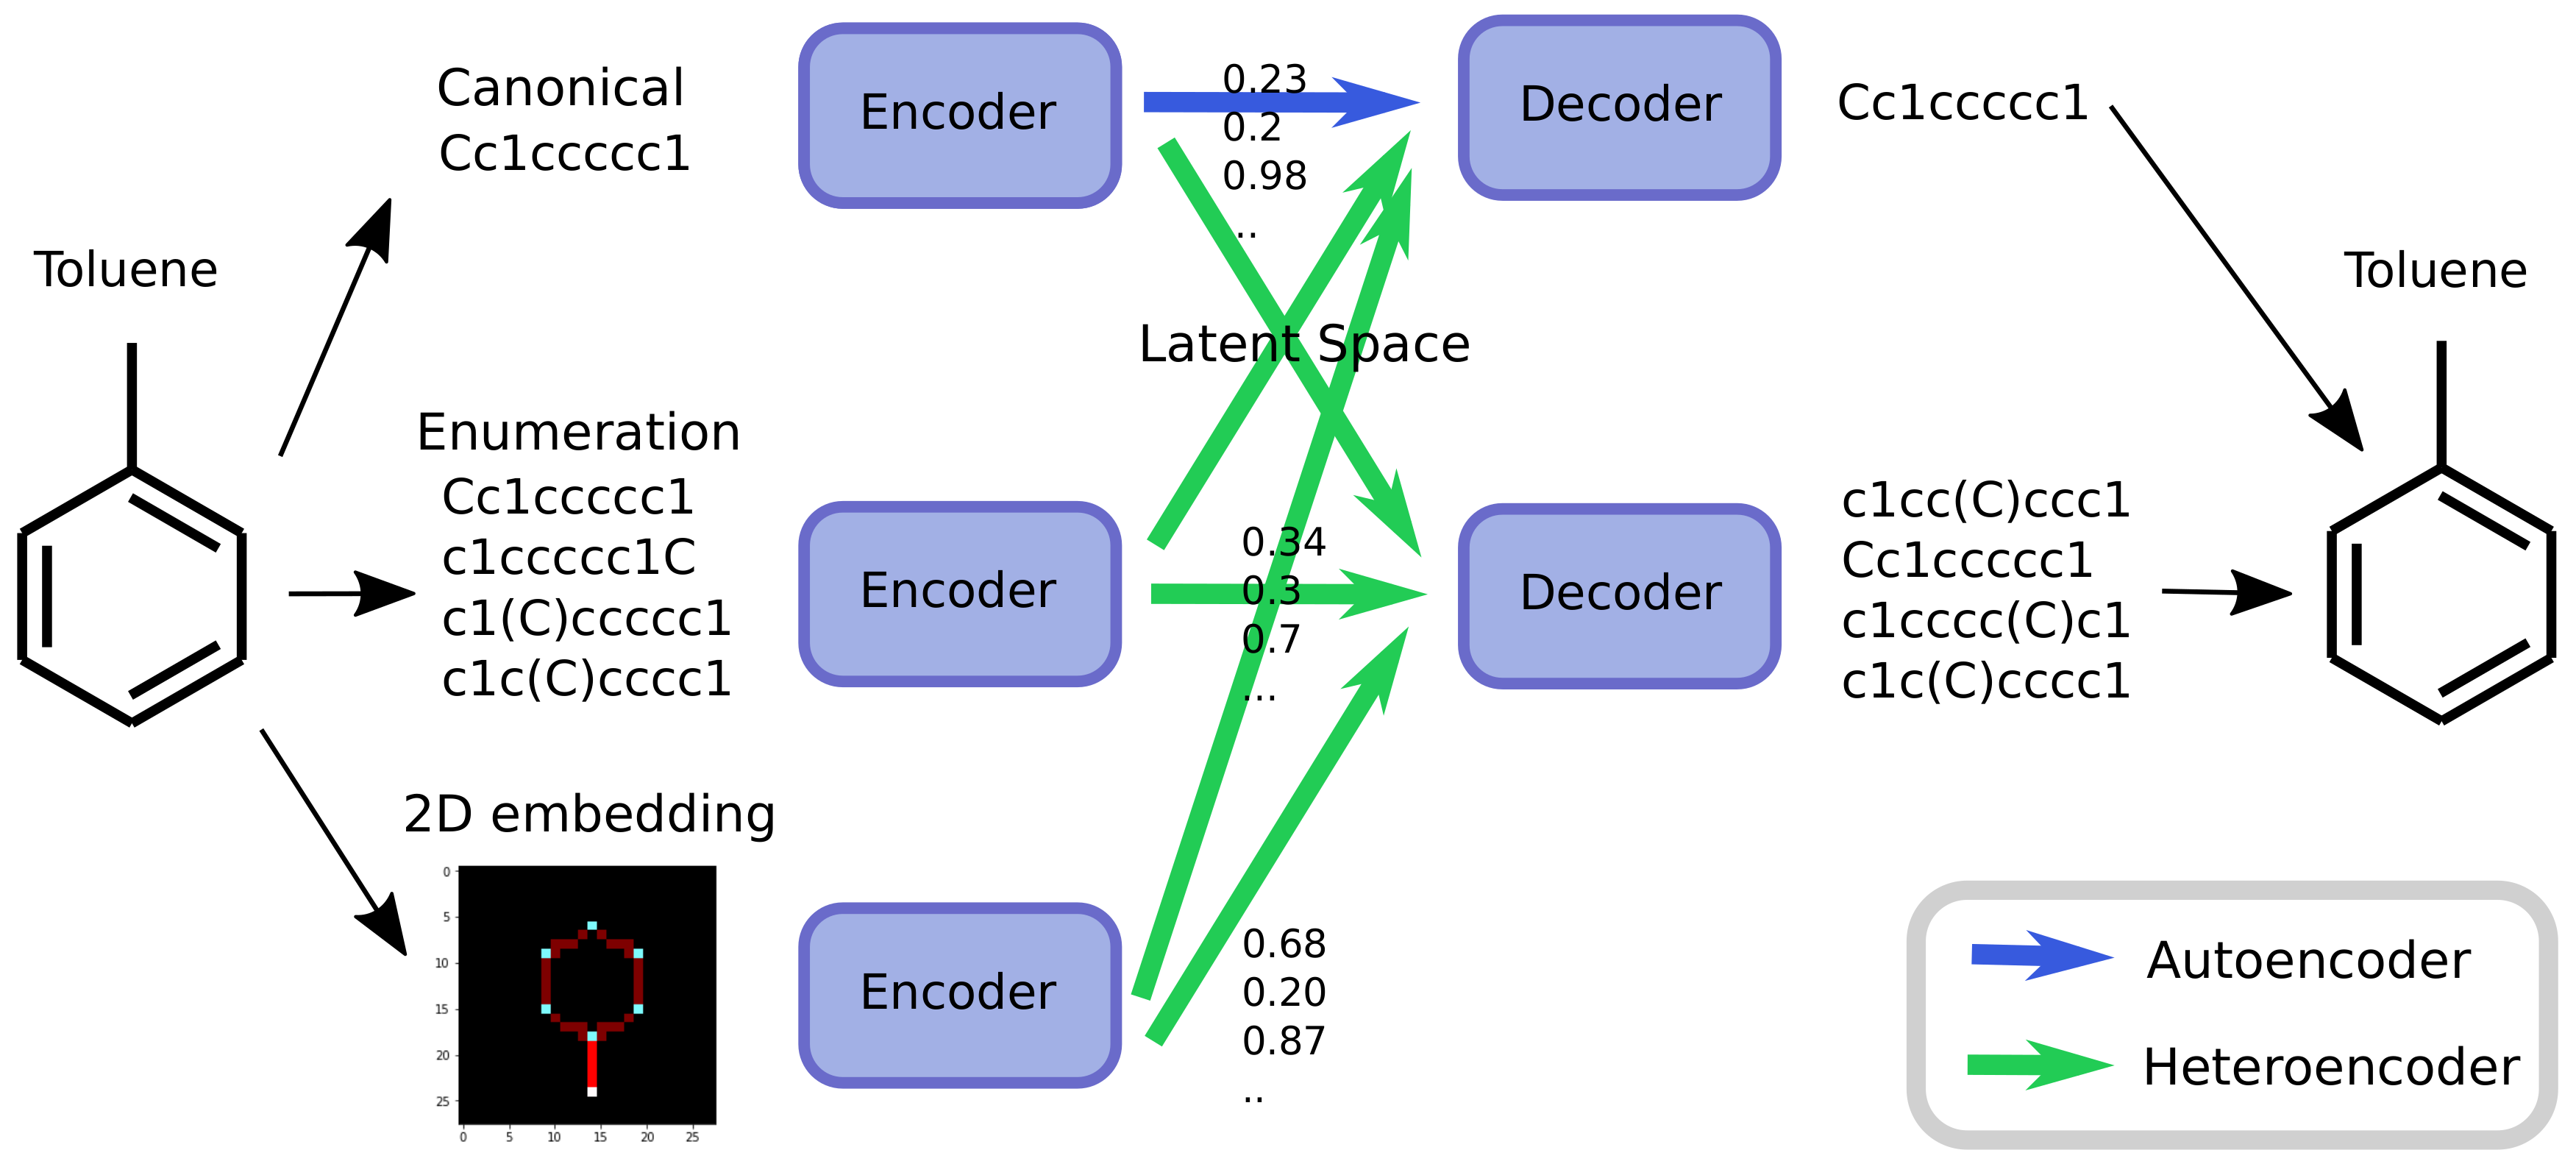 Toluene
Canonical
Cc1ccccc1
Enumeration
Cc1ccccc1
c1ccccc1C
c1(C)ccccc1
c1c(C)cccc1
2D embedding
0
5
10
15
20
25
0 5 10 15 20 25
Encoder
Encoder
Encoder
0.23
0.2
0.98
..
Latent Space
0.34
0.3
0.7
...
0.68
0.20
0.87
..
Decoder
Decoder
Cc1ccccc1
c1cc(C)ccc1
Cc1ccccc1
c1cccc(C)c1
c1c(C)cccc1
Toluene
Autoencoder
Heteroencoder